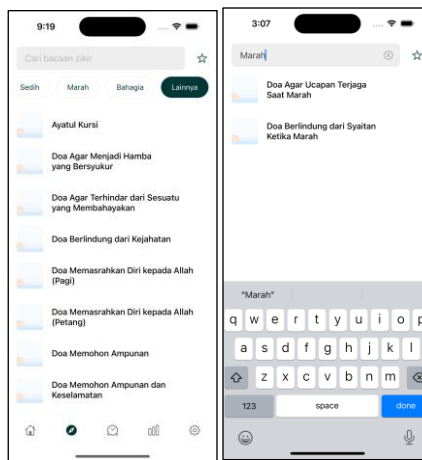 9:19
Cari bacaan zikir
Sedih
Marah
Bahagia
Lainnya
Ayatul Kursi
Doa Agar Menjadi Hamba
yang Bersyukur
Doa Agar Terhindar dari Sesuatu
yang Membahayakan
Doa Berlindung dari Kejahatan
Doa Memasrahkan Diri kepada Allah
(Pagi)
Doa Memasrahkan Diri kepada Allah
(Petang)
Doa Memohon Ampunan
Doa Memohon Ampunan dan
Keselamatan
3:07
Marah
Doa Agar Ucapan Terjaga
Saat Marah
Doa Berlindung dari Syaitan
Ketika Marah
"Marah"
q w e r t y u i o p
a s d f g h j k l
z x c v b n m
123 space done